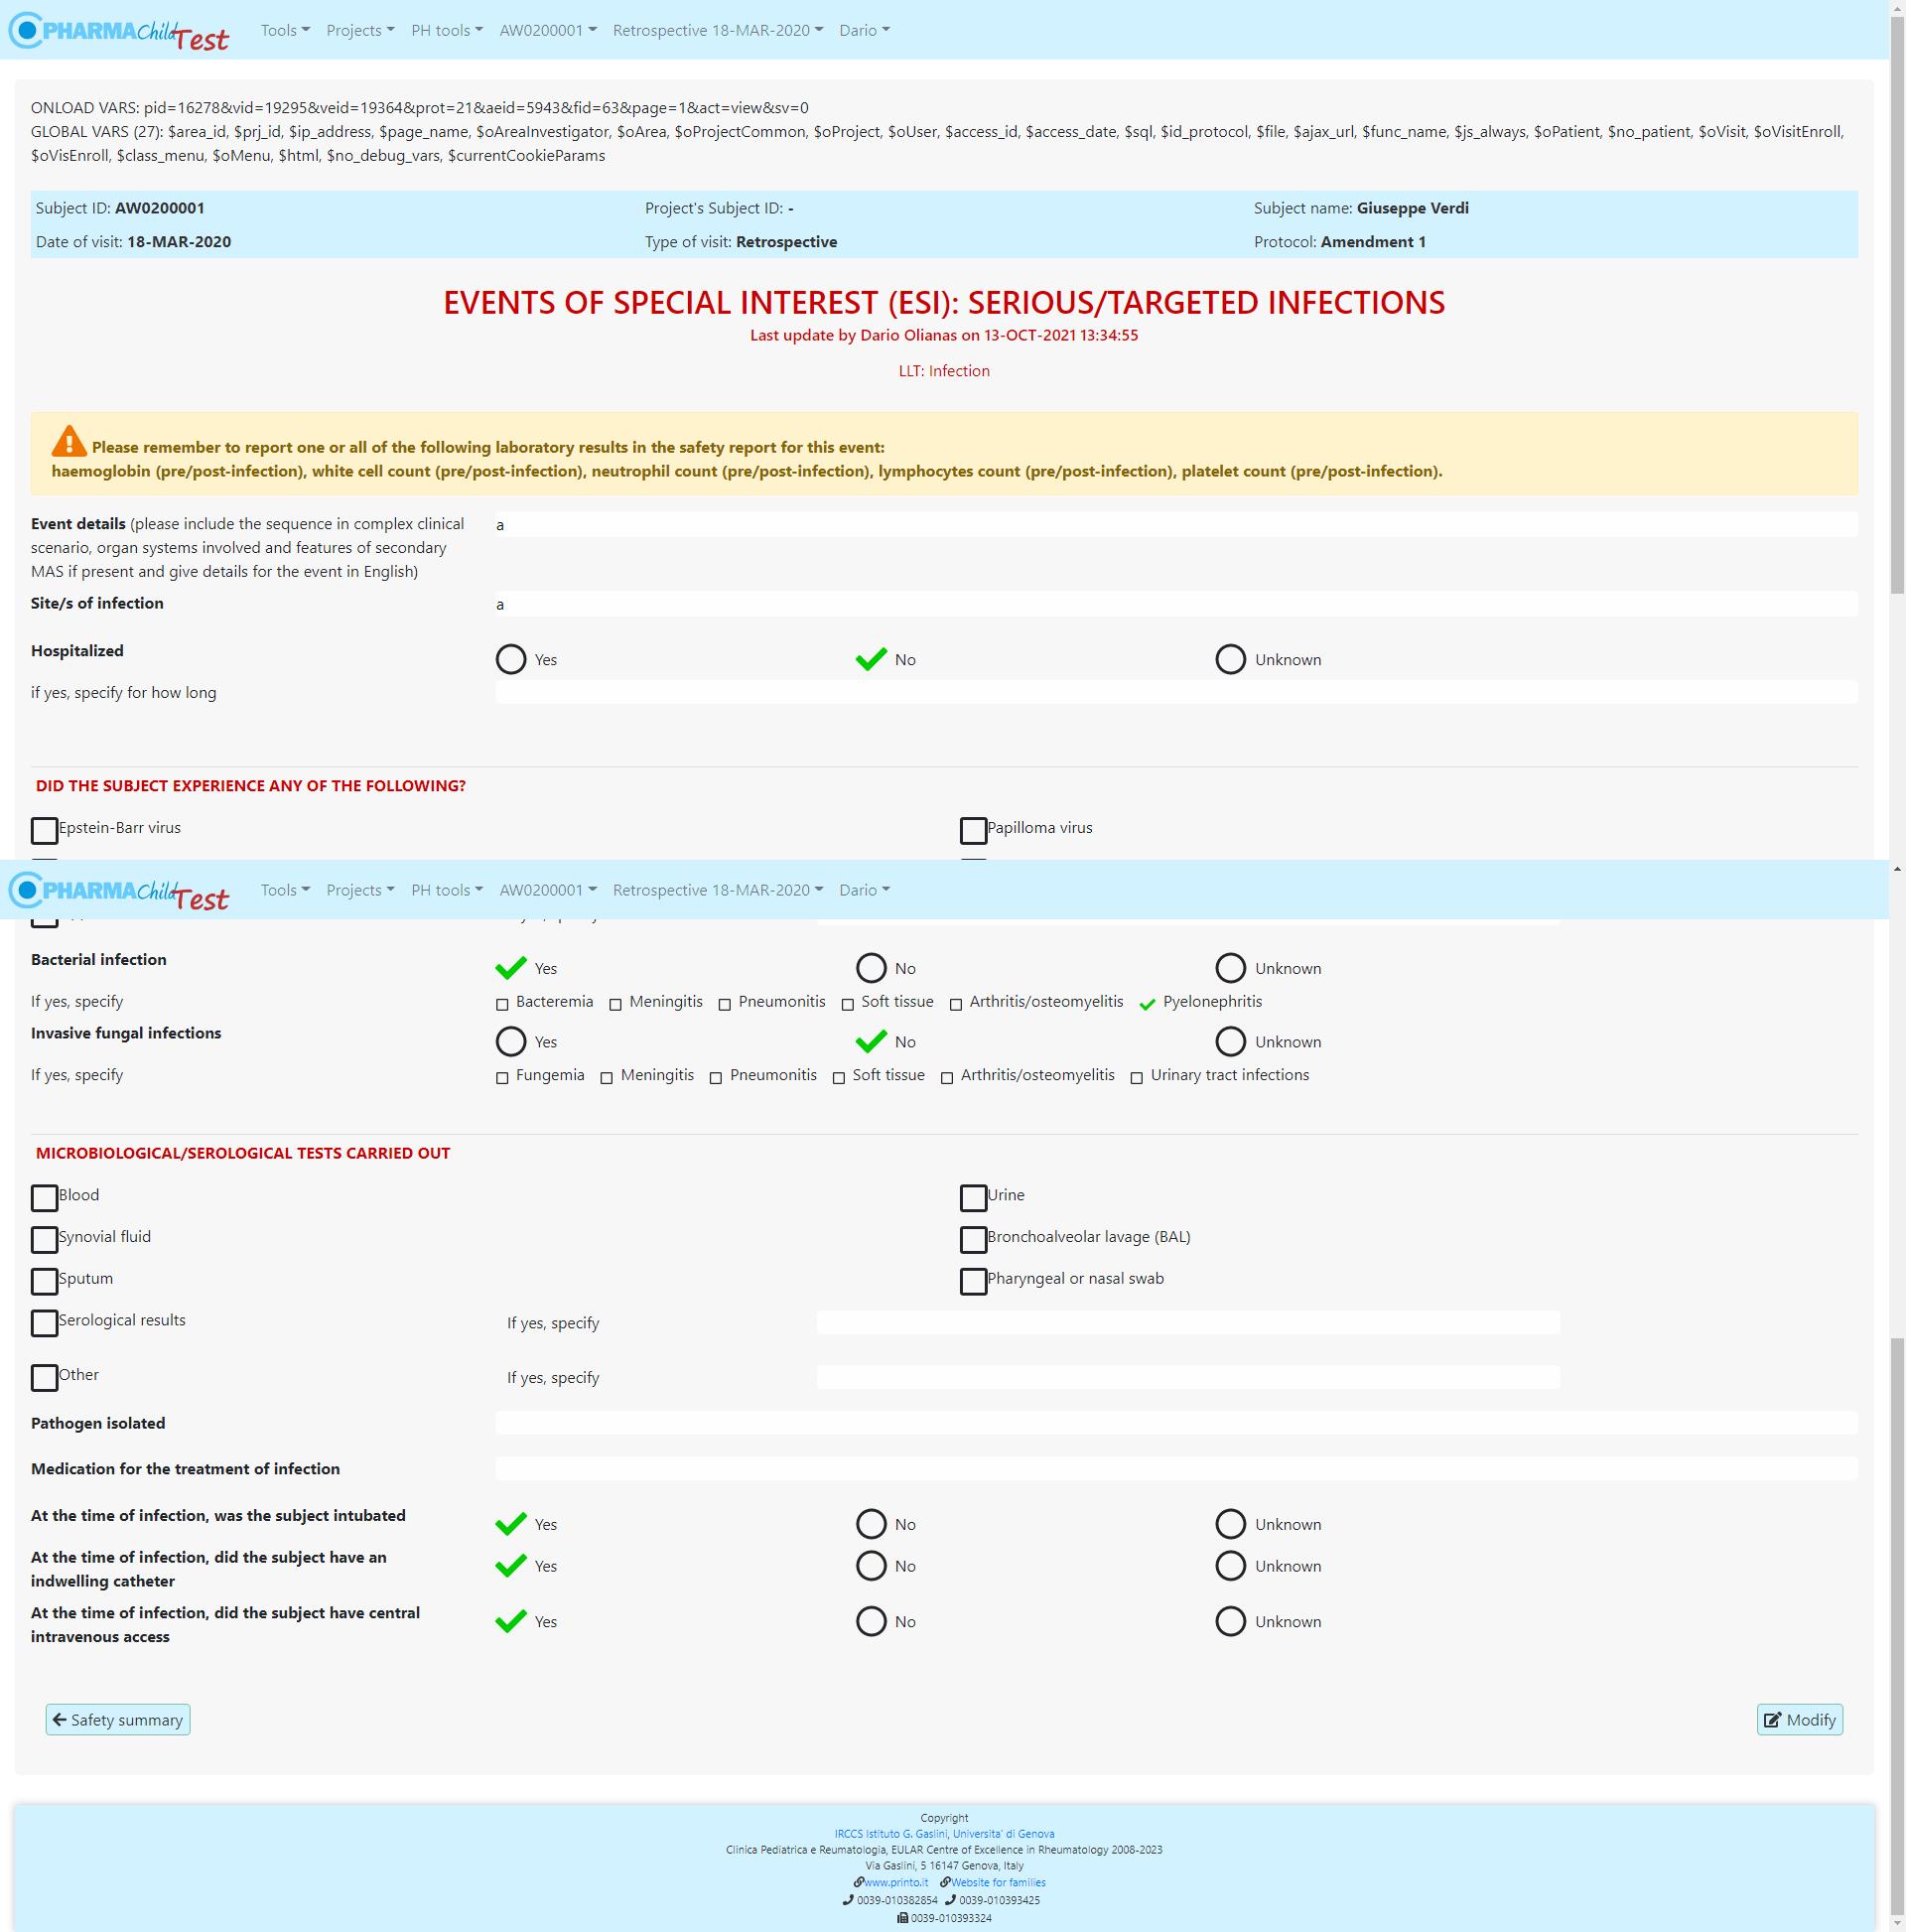 PHARMAChildTest Tools Projects PH tools AW0200001 Retrospective 18-MAR-2020 Dario
ONLOAD VARS: pid=16278&vid=19295&veid=19364&prot=21&aeid=5943&fid=63&page=1&act=view&sv=0
GLOBAL VARS (27): $area_id, $prj_id, $ip_address, $page_name, $oAreaInvestigator, $oArea, $oProjectCommon, $oProject, $oUser, $access_id, $access_date, $sql, $id_protocol, $file, $ajax_url, $func_name, $js_always, $oPatient, $no_patient, $oVisit, $oVisitEnroll,
$oVisEnroll, $class_menu, $oMenu, $html, $no_debug_vars, $currentCookieParams
Subject ID: AW0200001 Project's Subject ID: - Subject name: Giuseppe Verdi
Date of visit: 18-MAR-2020 Type of visit: Retrospective Protocol: Amendment 1
EVENTS OF SPECIAL INTEREST (ESI): SERIOUS/TARGETED INFECTIONS
Last update by Dario Olianas on 13-OCT-2021 13:34:55
LLT: Infection
Please remember to report one or all of the following laboratory results in the safety report for this event:
haemoglobin (pre/post-infection), white cell count (pre/post-infection), neutrophil count (pre/post-infection), lymphocytes count (pre/post-infection), platelet count (pre/post-infection).
Event details (please include the sequence in complex clinical a
scenario, organ systems involved and features of secondary
MAS if present and give details for the event in English)
Site/s of infection a
Hospitalized Yes No Unknown
if yes, specify for how long
DID THE SUBJECT EXPERIENCE ANY OF THE FOLLOWING?
Epstein-Barr virus Papilloma virus
PHARMAChildTest Tools Projects PH tools AW0200001 Retrospective 18-MAR-2020 Dario
Bacterial infection Yes No Unknown
If yes, specify Bacteremia Meningitis Pneumonitis Soft tissue Arthritis/osteomyelitis Pyelonephritis
Invasive fungal infections Yes No Unknown
If yes, specify Fungemia Meningitis Pneumonitis Soft tissue Arthritis/osteomyelitis Urinary tract infections
MICROBIOLOGICAL/SEROLOGICAL TESTS CARRIED OUT
Blood Urine
Synovial fluid Bronchoalveolar lavage (BAL)
Sputum Pharyngeal or nasal swab
Serological results If yes, specify
Other If yes, specify
Pathogen isolated
Medication for the treatment of infection
At the time of infection, was the subject intubated Yes No Unknown
At the time of infection, did the subject have an Yes No Unknown
indwelling catheter
At the time of infection, did the subject have central Yes No Unknown
intravenous access
Safety summary Modify
Copyright
IRCCS Istituto G. Gaslini, Universita' di Genova
Clinica Pediatrica e Reumatologia, EULAR Centre of Excellence in Rheumatology 2008-2023
Via Gaslini, 5 16147 Genova, Italy
www.printo.it Website for families
0039-010382854 0039-010393425
0039-010393324